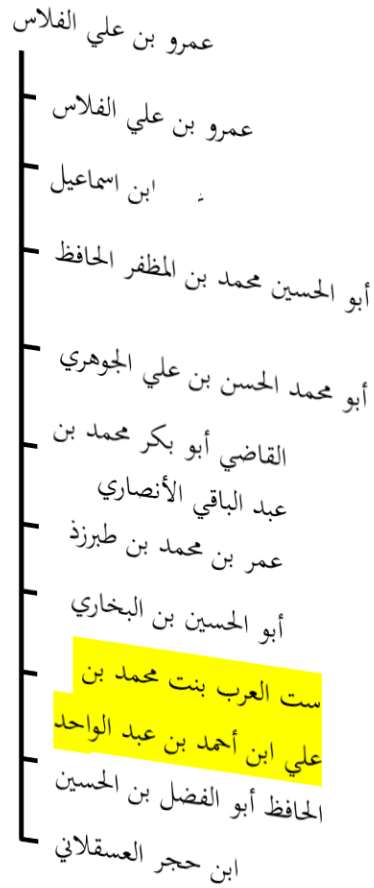 عمرو بن علي الفلاس
عمرو بن علي الفلاس
ابن اسماعيل
أبو الحسين محمد بن المظفر الحافظ
أبو محمد الحسن بن علي الجوهري
القاضي أبو بكر محمد بن
عبد الباقي الأنصاري
عمر بن محمد بن طبرزذ
أبو الحسين بن البخاري
ست العرب بنت محمد بن
علي ابن أحمد بن عبد الواحد
الحافظ أبو الفضل بن الحسين
ابن حجر العسقلاني